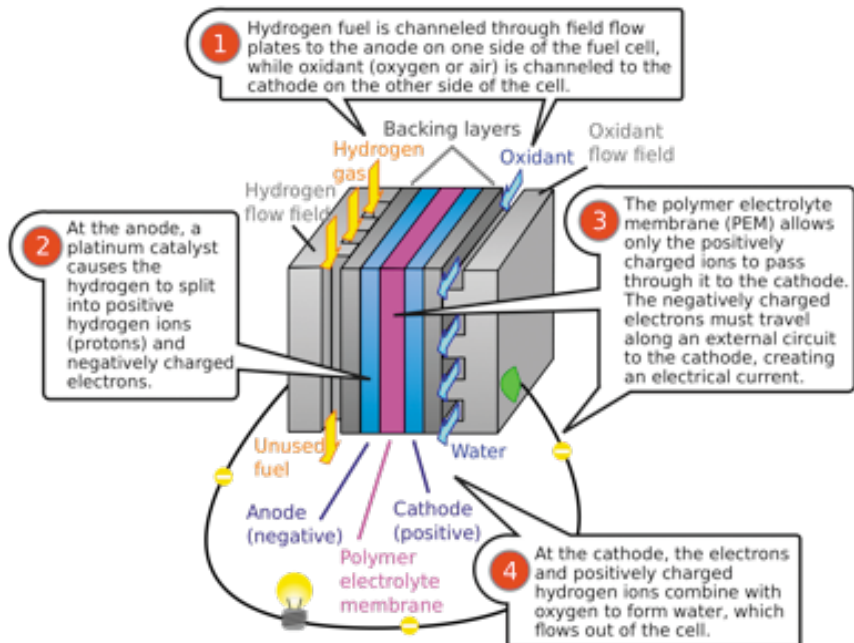 1
Hydrogen fuel is channeled through field flow
plates to the anode on one side of the fuel cell,
while oxidant (oxygen or air) is channeled to the
cathode on the other side of the cell.
Backing layers
Oxidant
flow field
Hydrogen
gas
Oxidant
Hydrogen
flow field
2
At the anode, a
platinum catalyst
causes the
hydrogen to split
into positive
hydrogen ions
(protons) and
negatively charged
electrons.
3
The polymer electrolyte
membrane (PEM) allows
only the positively
charged ions to pass
through it to the cathode.
The negatively charged
electrons must travel
along an external circuit
to the cathode, creating
an electrical current.
Unused
fuel
Water
Anode
(negative)
Cathode
(positive)
Polymer
electrolyte
membrane
4
At the cathode, the electrons
and positively charged
hydrogen ions combine with
oxygen to form water, which
flows out of the cell.